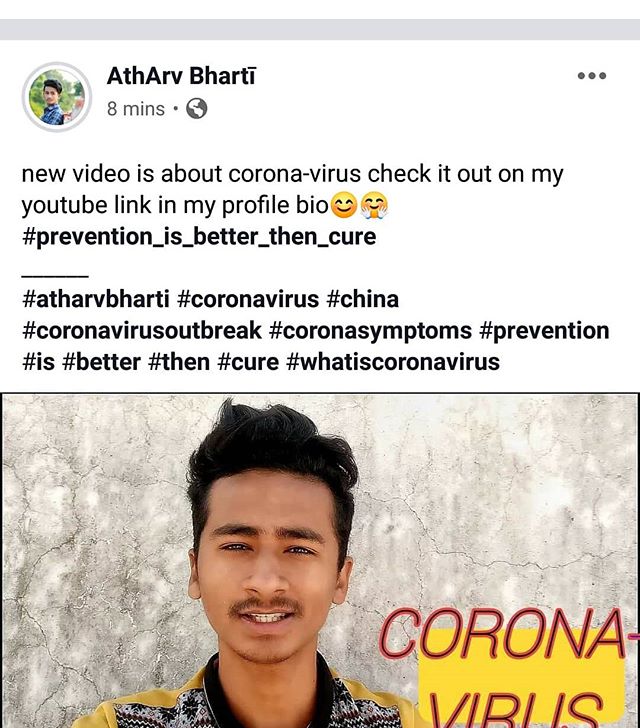 AthArv Bhartī
8 mins ·
new video is about corona-virus check it out on my
youtube link in my profile bio😊🤗
#prevention_is_better_then_cure
______
#atharvbharti #coronavirus #china
#coronavirusoutbreak #coronasymptoms #prevention
#is #better #then #cure #whatiscoronavirus
CORONA-
VIRUS